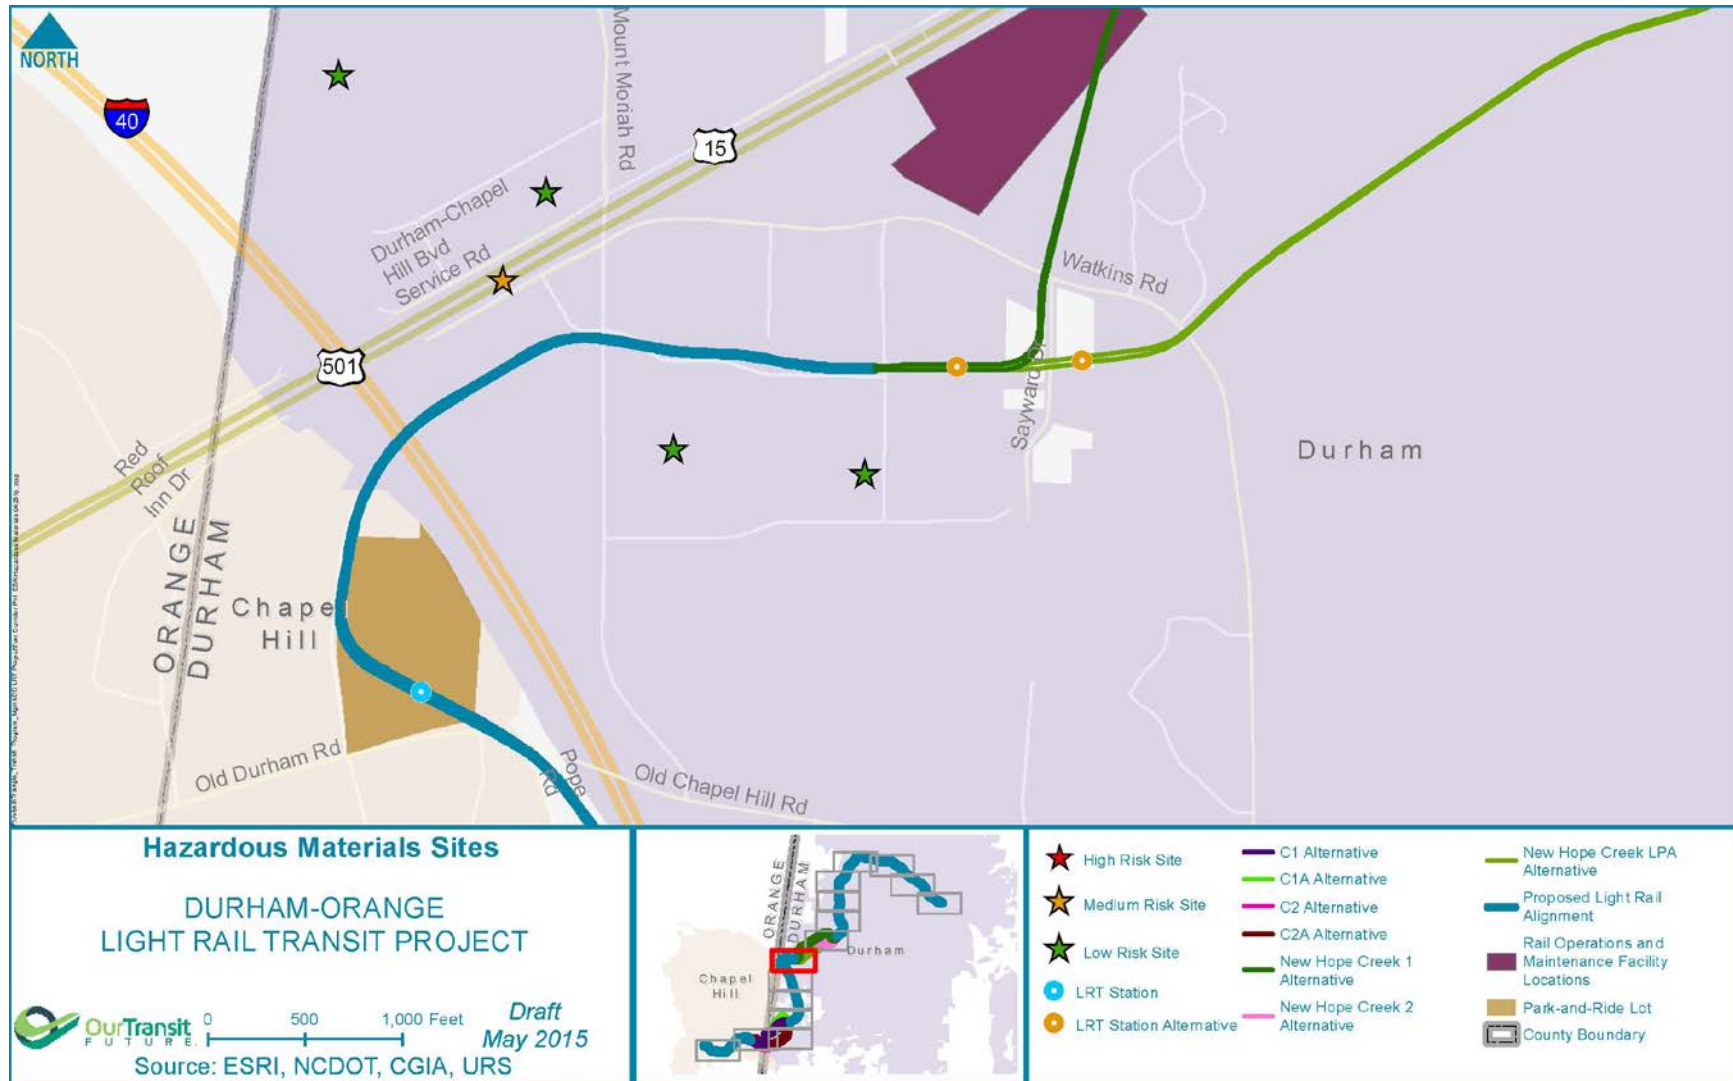 NORTH
40
Mount Moriah Rd
15
Durham-Chapel
Hill Bvd
Service Rd
Watkins Rd
501
Sayward Dr
Red
Roof
Inn Dr
ORANGE
DURHAM
Durham
Chape
Hill
Old Durham Rd
Pope
Rd
Old Chapel Hill Rd
Hazardous Materials Sites
DURHAM-ORANGE
LIGHT RAIL TRANSIT PROJECT
OurTransit
FUTURE
0 500 1,000 Feet
Draft
May 2015
Source: ESRI, NCDOT, CGIA, URS
ORANGE
DURHAM
Durham
Chapel
Hill
High Risk Site
Medium Risk Site
Low Risk Site
LRT Station
LRT Station Alternative
C1 Alternative
C1A Alternative
C2 Alternative
C2A Alternative
New Hope Creek 1
Alternative
New Hope Creek 2
Alternative
New Hope Creek LPA
Alternative
Proposed Light Rail
Alignment
Rail Operations and
Maintenance Facility
Locations
Park-and-Ride Lot
County Boundary